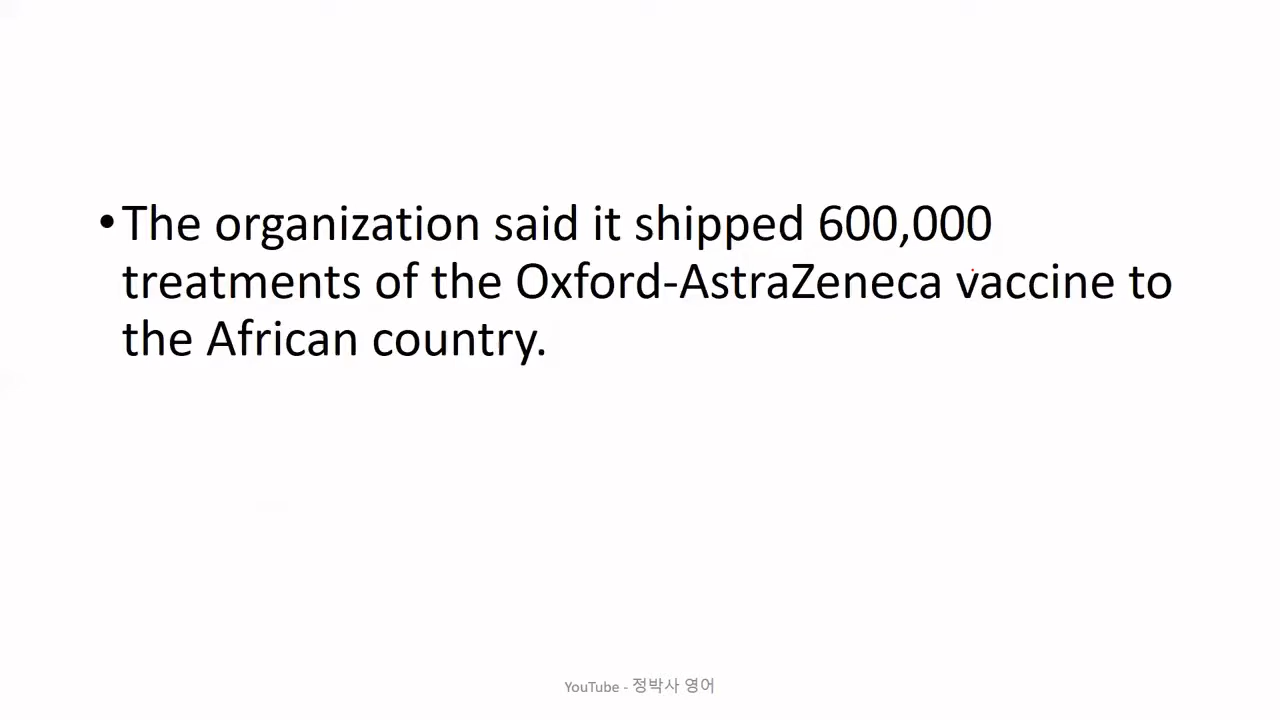 •The organization said it shipped 600,000
treatments of the Oxford-AstraZeneca vaccine to
the African country.
YouTube - 정박사 영어